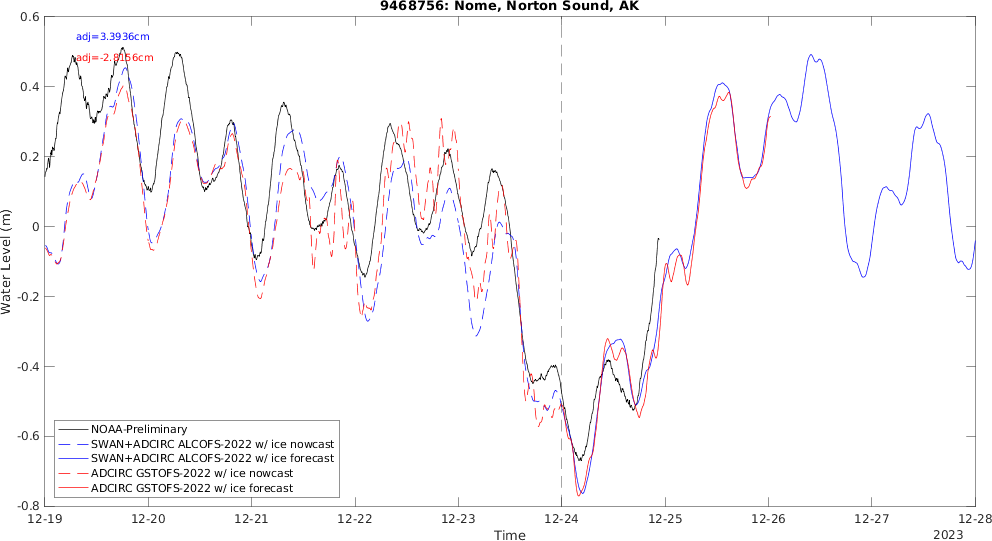 9468756: Nome, Norton Sound, AK
adj=3.3936cm
adj=-2.8156cm
Water Level (m)
0.6
0.4
0.2
0
-0.2
-0.4
-0.6
-0.8
NOAA-Preliminary
SWAN+ADCIRC ALCOFS-2022 w/ ice nowcast
SWAN+ADCIRC ALCOFS-2022 w/ ice forecast
ADCIRC GSTOFS-2022 w/ ice nowcast
ADCIRC GSTOFS-2022 w/ ice forecast
12-19 12-20 12-21 12-22 12-23 12-24 12-25 12-26 12-27 12-28
Time
2023